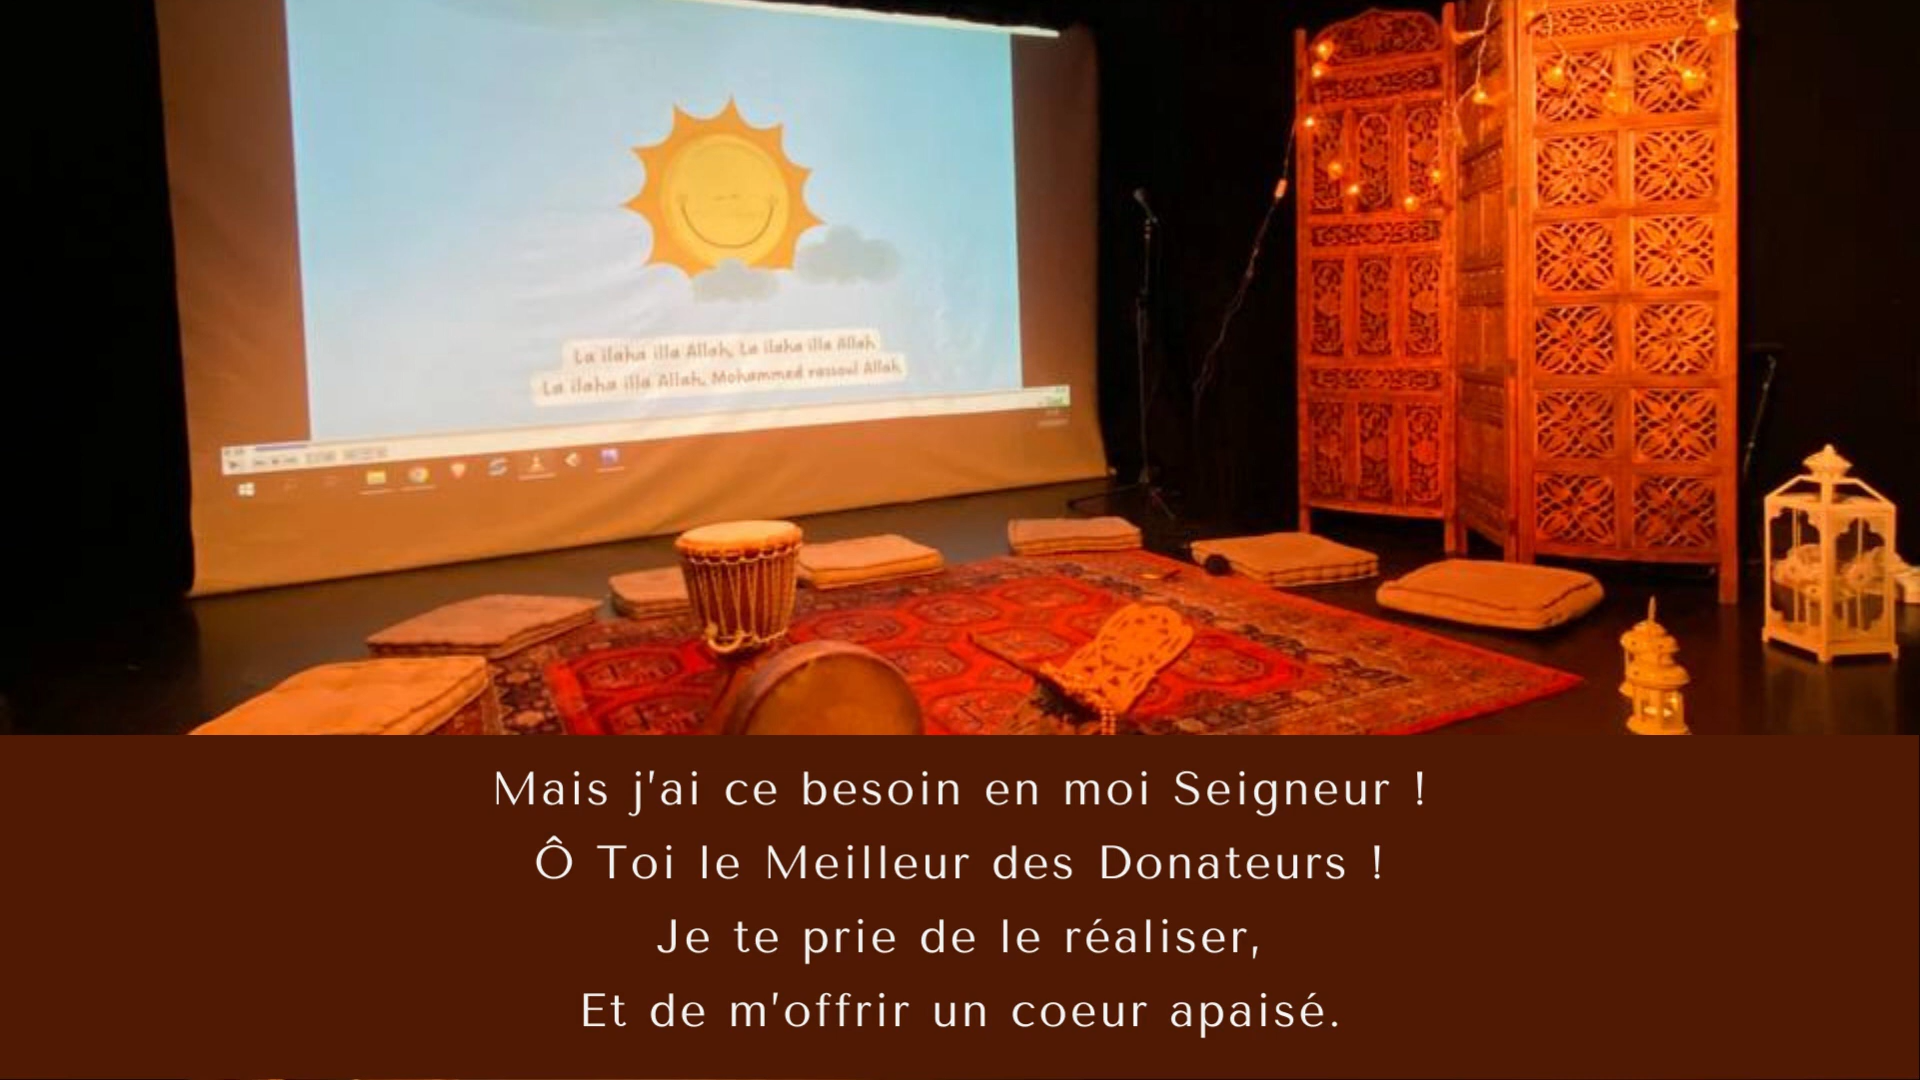 La ilaha illa Allah, La ilaha illa Allah
La ilaha illa Allah, Mohammed rassoul Allah
Mais j'ai ce besoin en moi Seigneur !
Ô Toi le Meilleur des Donateurs !
Je te prie de le réaliser,
Et de m'offrir un coeur apaisé.